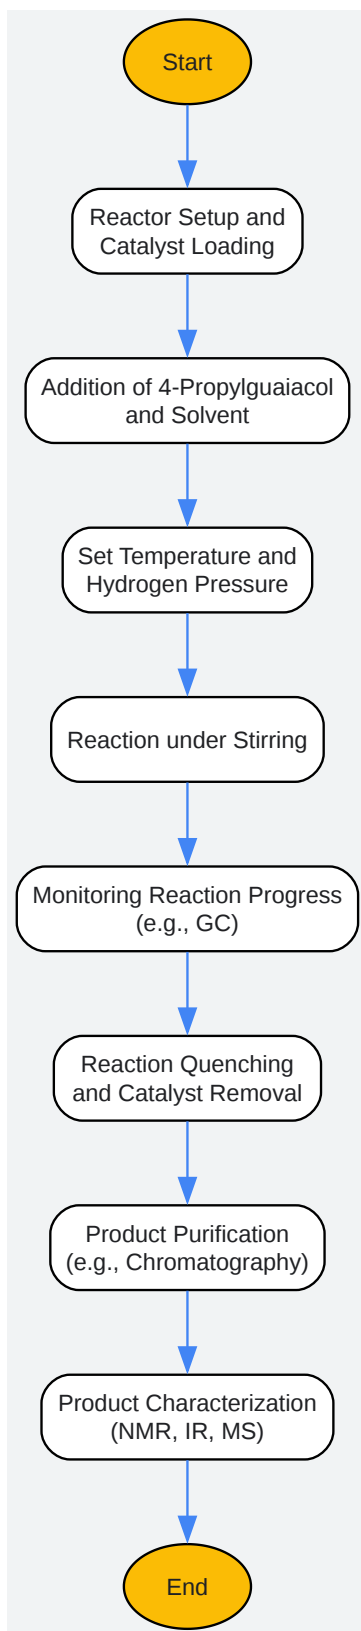 Start
Reactor Setup and
Catalyst Loading
Addition of 4-Propylguaiacol
and Solvent
Set Temperature and
Hydrogen Pressure
Reaction under Stirring
Monitoring Reaction Progress
(e.g., GC)
Reaction Quenching
and Catalyst Removal
Product Purification
(e.g., Chromatography)
Product Characterization
(NMR, IR, MS)
End